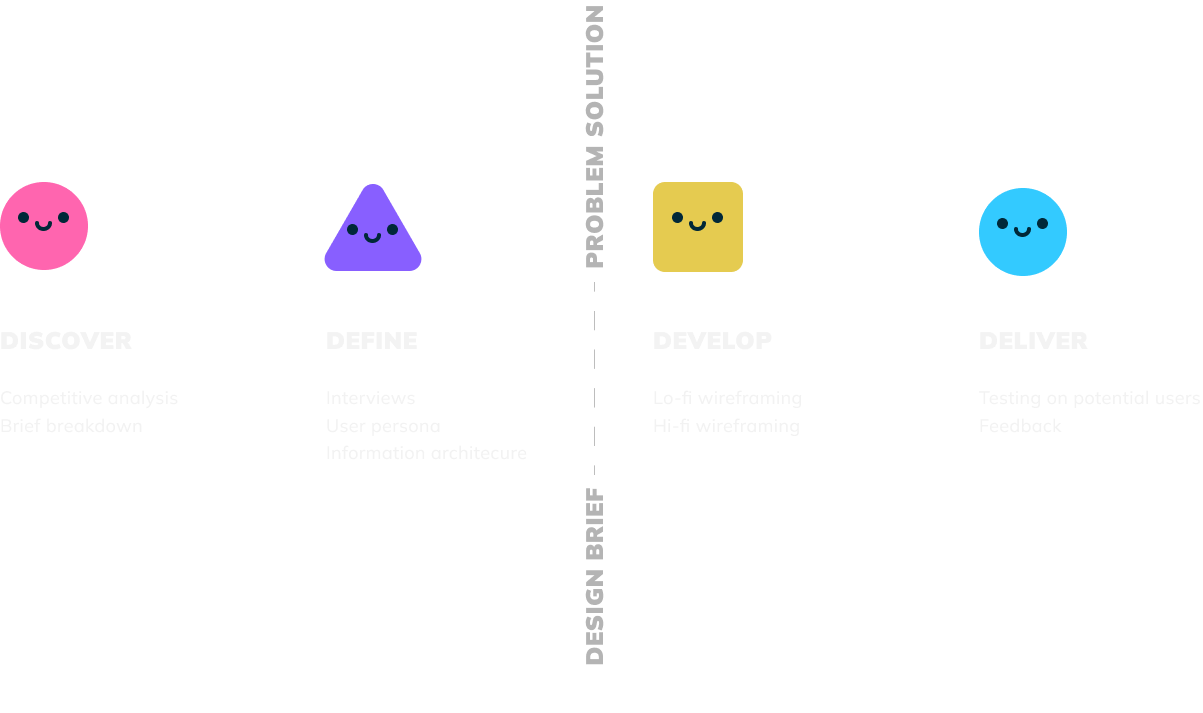 PROBLEM SOLUTION
DISCOVER
Competitive analysis
Brief breakdown
DEFINE
Interviews
User persona
Information architecure
DEVELOP
Lo-fi wireframing
Hi-fi wireframing
DELIVER
Testing on potential users
Feedback
DESIGN BRIEF